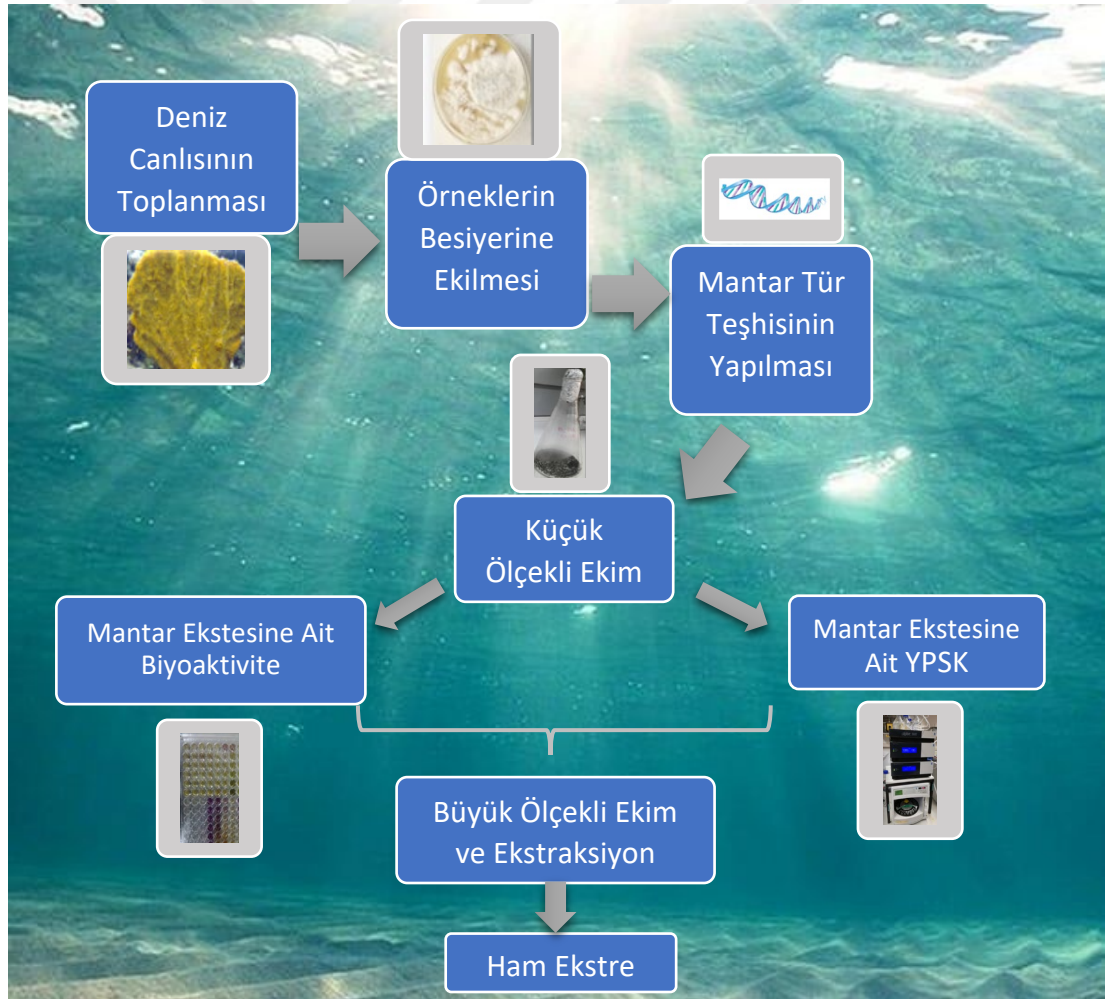 Deniz
Canlısının
Toplanması
Örneklerin
Besiyerine
Ekilmesi
Mantar Tür
Teşhisinin
Yapılması
Küçük
Ölçekli Ekim
Mantar Ekstesine Ait
Biyoaktivite
Mantar Ekstesine
Ait YPSK
Büyük Ölçekli Ekim
ve Ekstraksiyon
Ham Ekstre